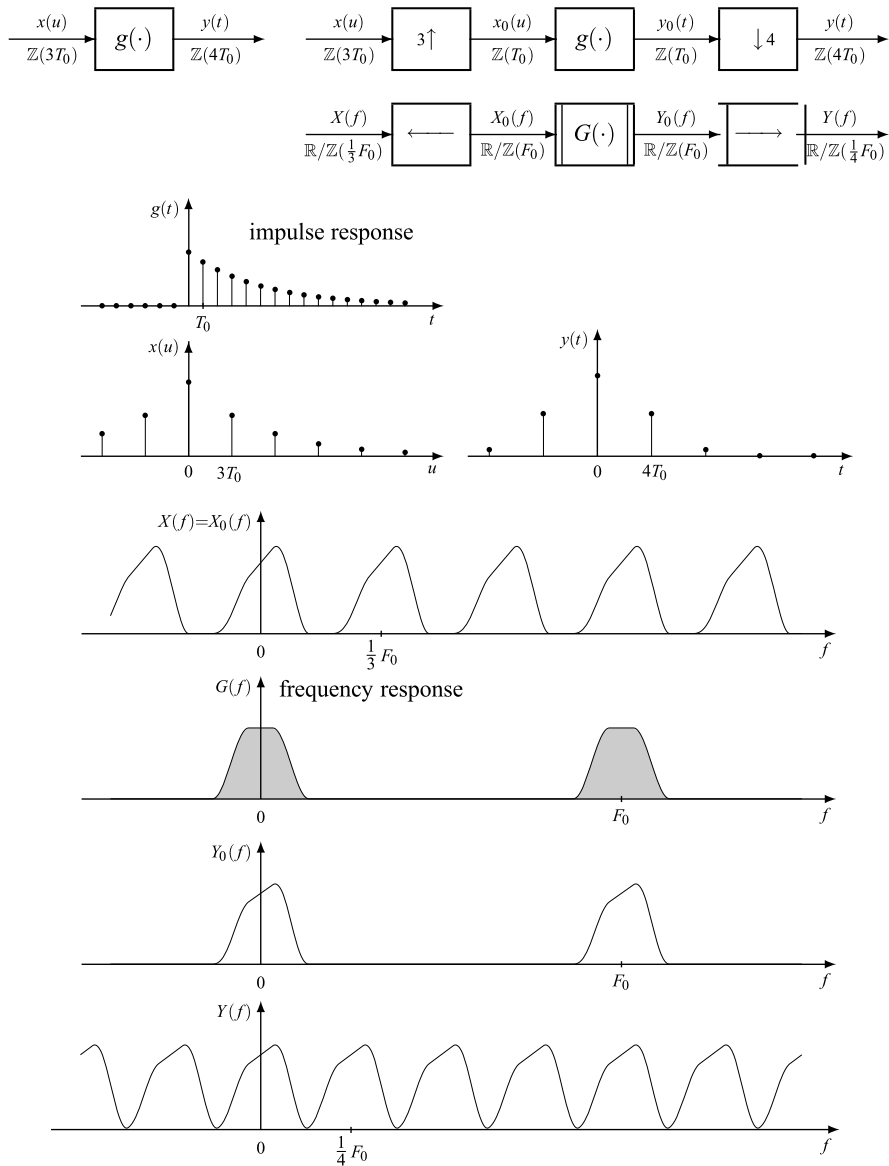 x(t) y(t) x(t) x₀(t) y₀(t) y(t)
g(·) 3↑ g(·) ↓4
ℤ(3T₀) ℤ(4T₀) ℤ(3T₀) ℤ(T₀) ℤ(T₀) ℤ(4T₀)
X(f) X₀(f) Y₀(f) Y(f)
← G(·) →
ℝ/ℤ(⅓F₀) ℝ/ℤ(F₀) ℝ/ℤ(F₀) ℝ/ℤ(¼F₀)
g(t)
impulse response
T₀ t
x(u) y(t)
0 3T₀ u 0 4T₀ t
X(f)=X₀(f)
0 ⅓F₀ f
G(f) frequency response
0 F₀ f
Y₀(f)
0 F₀ f
Y(f)
0 ¼F₀ f